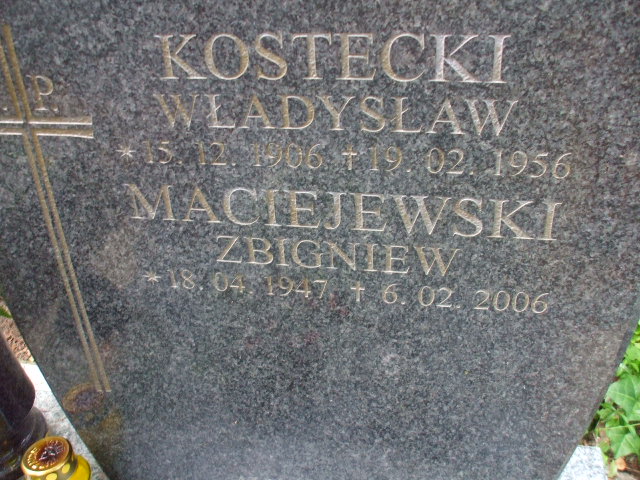 P.
KOSTECKI
WŁADYSŁAW
*15. 12. 1906 ✝19. 02. 1956
MACIEJEWSKI
ZBIGNIEW
*18. 04. 1947 ✝ 6. 02. 2006